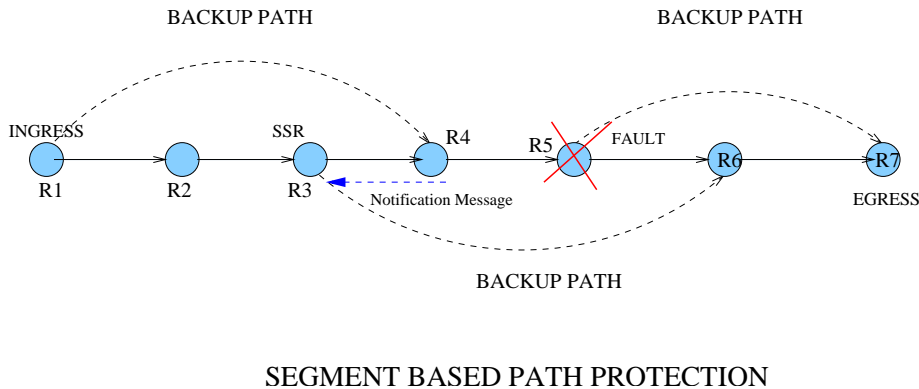 BACKUP PATH
BACKUP PATH
INGRESS
SSR
R4
R5
FAULT
R1
R2
R3
R6
R7
Notification Message
EGRESS
BACKUP PATH
SEGMENT BASED PATH PROTECTION